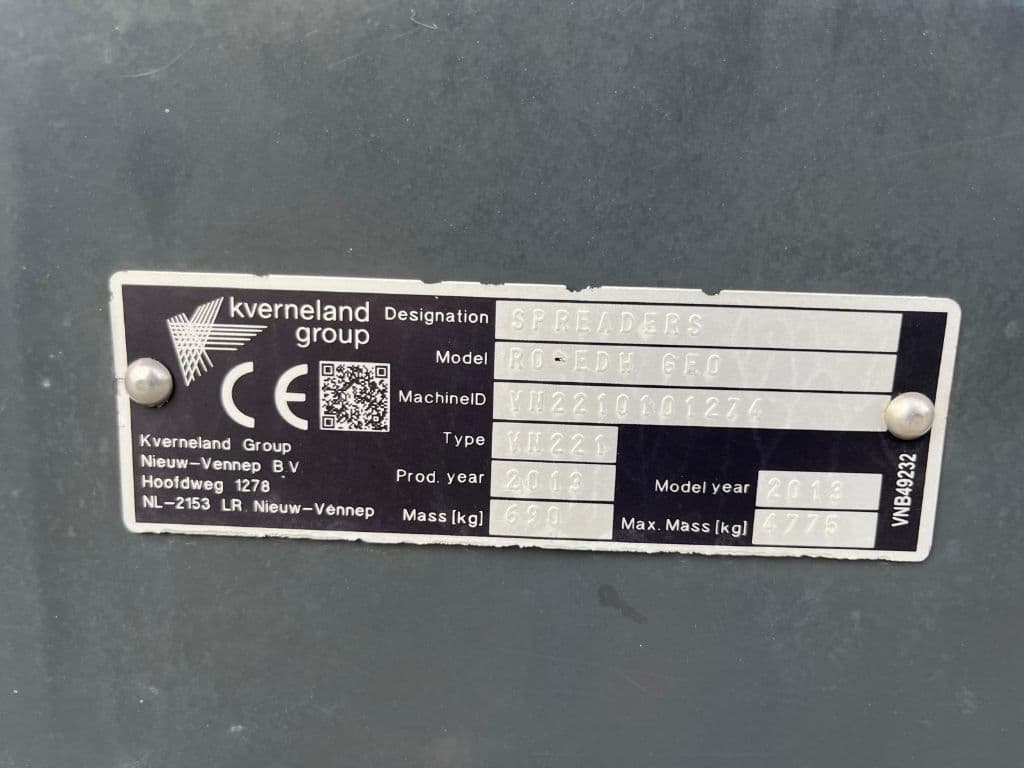 kverneland
group
Designation SPREADERS
Model RO-EDW GEO
MachineID VN2210101274
Type VN221
Prod. year 2013
Model year 2013
Mass [kg] 690
Max. Mass [kg] 4775
CE
Kverneland Group
Nieuw-Vennep B V
Hoofdweg 1278
NL-2153 LR Nieuw-Vennep
VNB49232